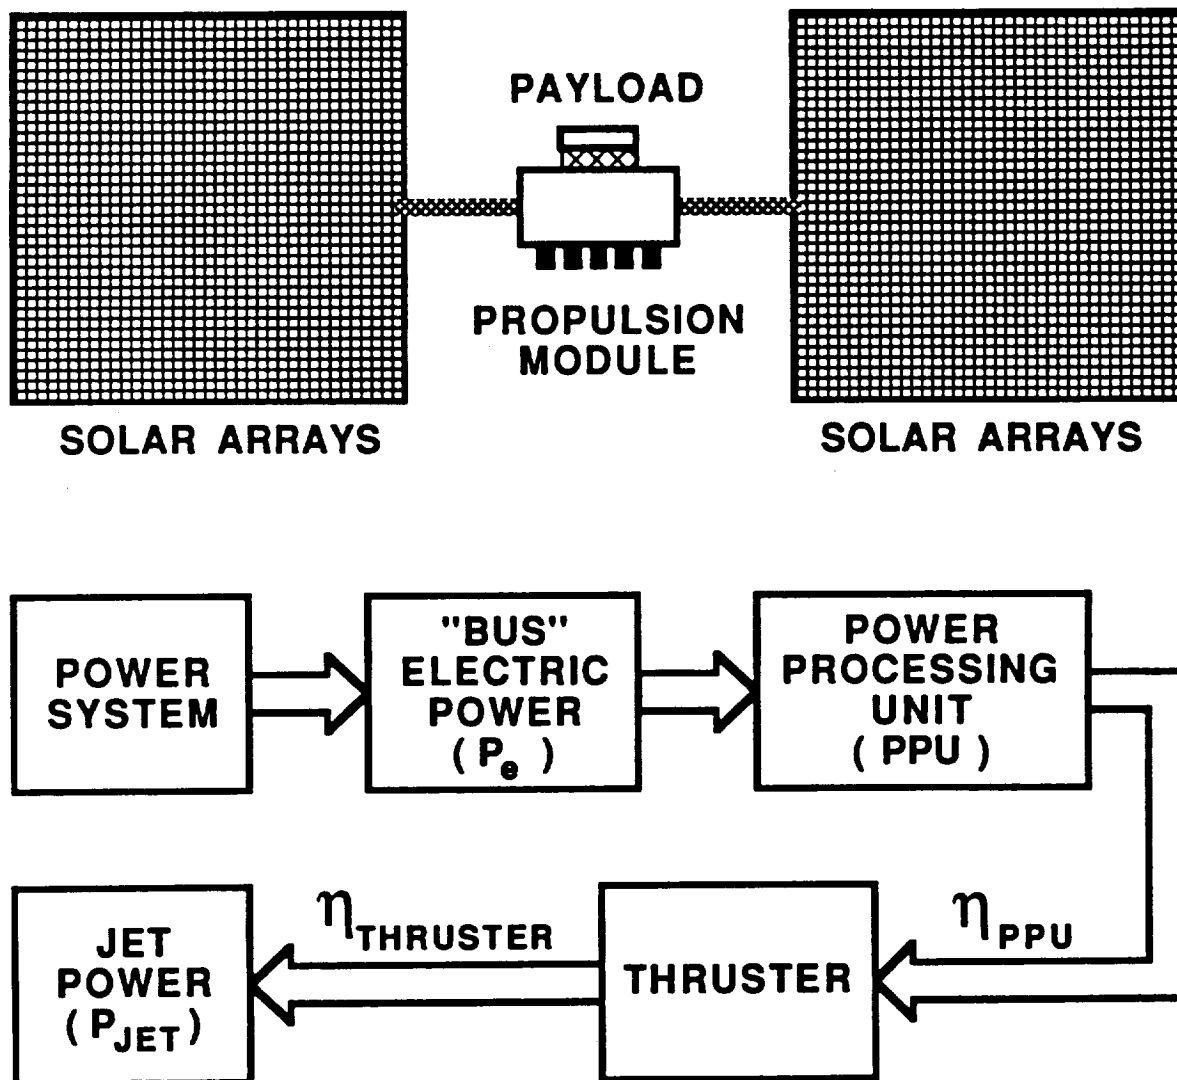 PAYLOAD
PROPULSION
MODULE
SOLAR ARRAYS
SOLAR ARRAYS
POWER
SYSTEM
"BUS"
ELECTRIC
POWER
( Pe )
POWER
PROCESSING
UNIT
( PPU )
JET
POWER
( PJET )
ηTHRUSTER
THRUSTER
ηPPU